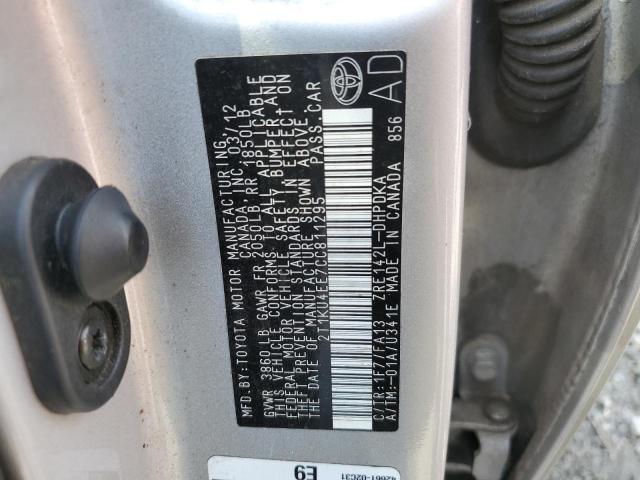 MFD.BY:TOYOTA MOTOR MANUFACTURING,
CANADA, INC. 03/12
GVWR 3860LB GAWR FR 2050LB,RR 1850LB
THIS VEHICLE CONFORMS TO ALL APPLICABLE
FEDERAL MOTOR VEHICLE SAFETY, BUMPER,AND
THEFT PREVENTION STANDARDS IN EFFECT ON
THE DATE OF MANUFACTURE SHOWN ABOVE.
2T1KU4EE7CC811295 PASS.CAR
C/TR:1F7/FA13 ZRE142L-DHPDKA
A/TM:-01A/U341E MADE IN CANADA 856
AD
E9
42661-02C31